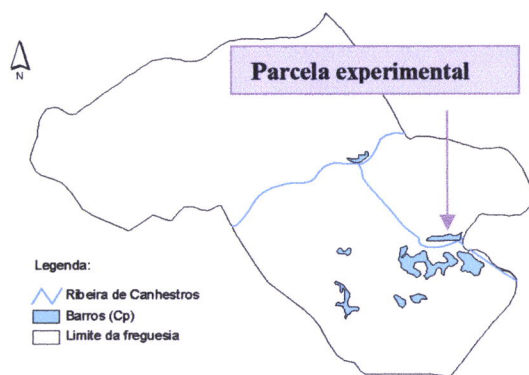 N
Parcela experimental
Legenda:
Ribeira de Canhestros
Barros (Cp)
Limite da freguesia